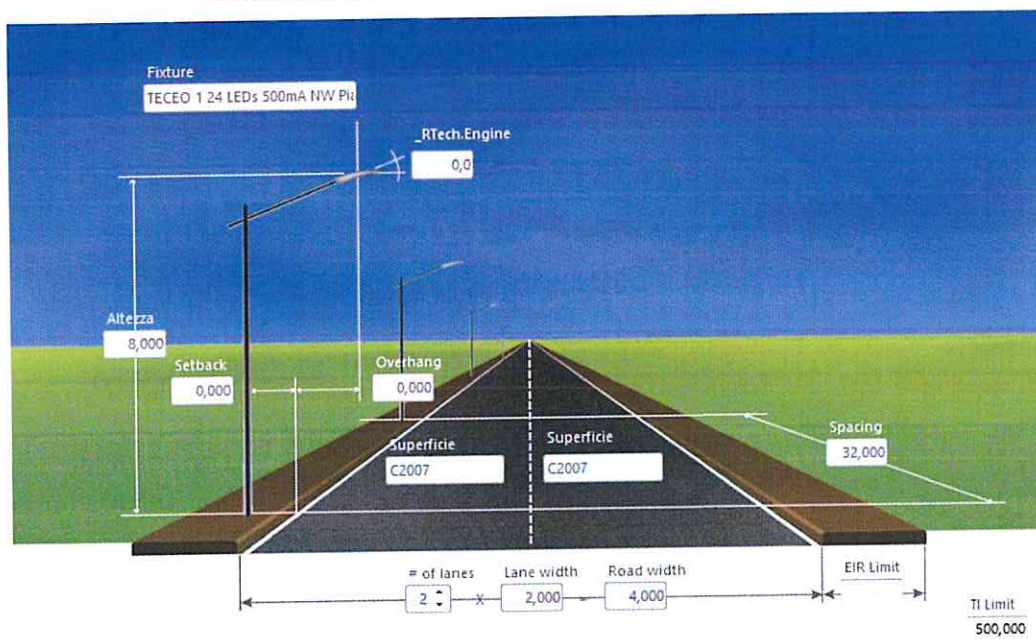 Fixture
TECEO 1 24 LEDs 500mA NW Pia
_RTech.Engine
0,0
Altezza
8,000
Setback
0,000
Overhang
0,000
Superficie
C2007
Superficie
C2007
Spacing
32,000
# of lanes
2
X
Lane width
2,000
Road width
4,000
EIR Limit
TI Limit
500,000